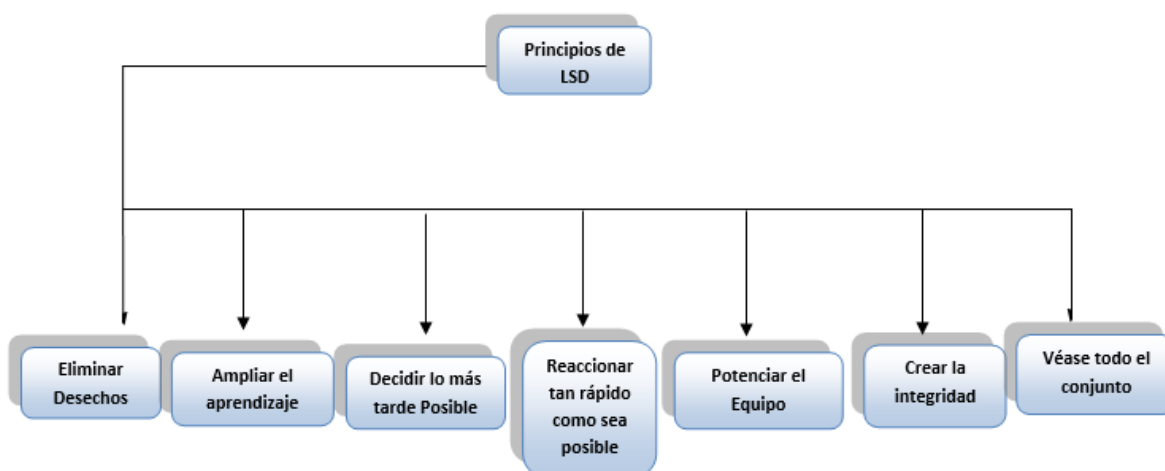 Principios de
LSD
Eliminar
Desechos
Ampliar el
aprendizaje
Decidir lo más
tarde Posible
Reaccionar
tan rápido
como sea
posible
Potenciar el
Equipo
Crear la
integridad
Véase todo el
conjunto